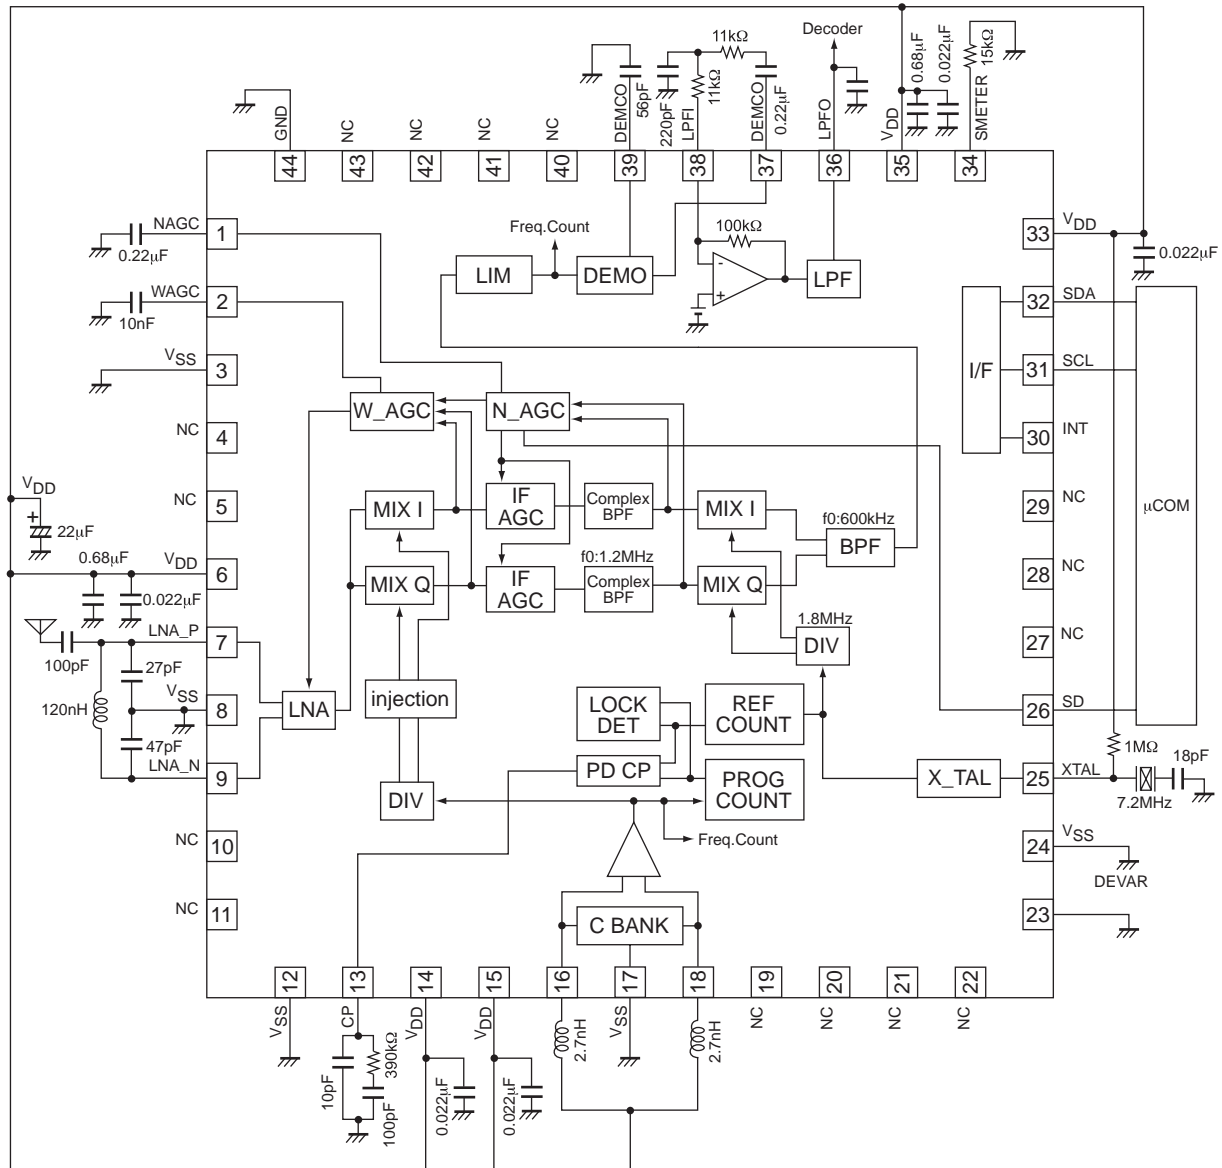 Decoder
11kΩ
0.68µF
0.022µF
15kΩ
SMETER
GND
NC
NC
NC
NC
DEMCO
56pF
220pF
LPFI
11kΩ
DEMCO
0.22µF
LPFO
VDD
44
43
42
41
40
39
38
37
36
35
34
NAGC
1
0.22µF
WAGC
2
10nF
VSS
3
NC
4
NC
5
VDD
22µF
+
0.68µF
VDD
6
0.022µF
LNA_P
7
100pF
27pF
VSS
8
120nH
47pF
LNA_N
9
NC
10
NC
11
Freq.Count
100kΩ
LIM
DEMO
-
+
LPF
W_AGC
N_AGC
MIX I
IF
AGC
Complex
BPF
MIX I
f0:600kHz
BPF
f0:1.2MHz
MIX Q
IF
AGC
Complex
BPF
MIX Q
1.8MHz
DIV
LNA
injection
LOCK
DET
REF
COUNT
PD CP
PROG
COUNT
X_TAL
DIV
Freq.Count
C BANK
33
VDD
0.022µF
32
SDA
31
SCL
I/F
30
INT
29
NC
µCOM
28
NC
27
NC
26
SD
1MΩ
25
XTAL
18pF
7.2MHz
24
VSS
DEVAR
23
12
13
14
15
16
17
18
19
20
21
22
VSS
CP
VDD
VDD
2.7nH
VSS
2.7nH
NC
NC
NC
NC
10pF
390kΩ
100pF
0.022µF
0.022µF